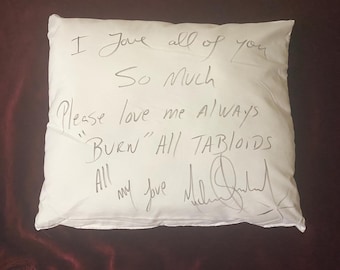 I Love all of you
So Much
Please love me Always
"BURN" All TABLOIDS
All
my love